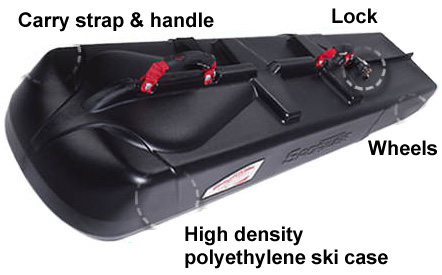 Carry strap & handle
Lock
Wheels
High density
polyethylene ski case